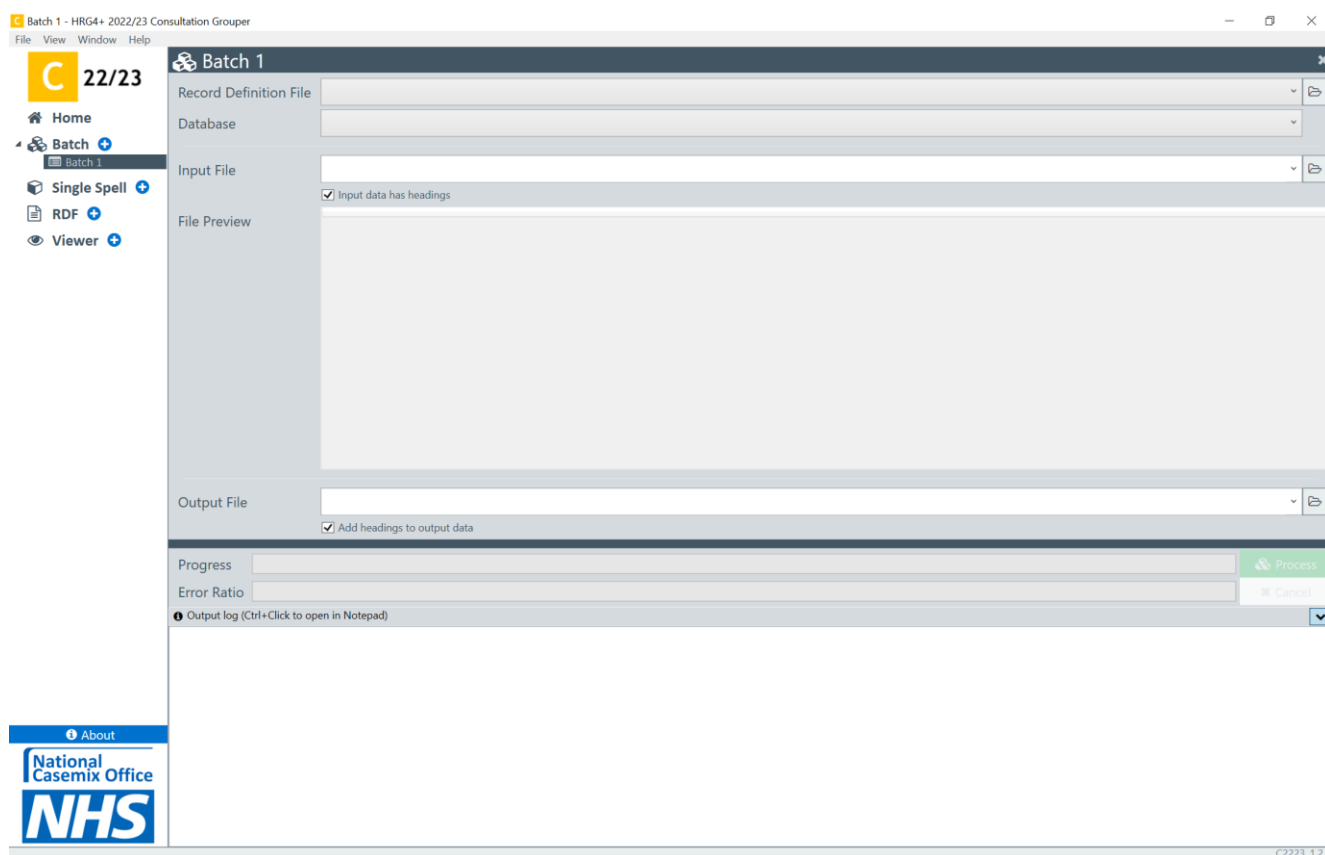 C Batch 1 - HRG4+ 2022/23 Consultation Grouper
File View Window Help
C 22/23
Home
Batch
Batch 1
Single Spell
RDF
Viewer
Batch 1
Record Definition File
Database
Input File
Input data has headings
File Preview
Output File
Add headings to output data
Progress
Process
Error Ratio
Cancel
Output log (Ctrl+Click to open in Notepad)
About
National
Casemix Office
NHS
C2223_1.2